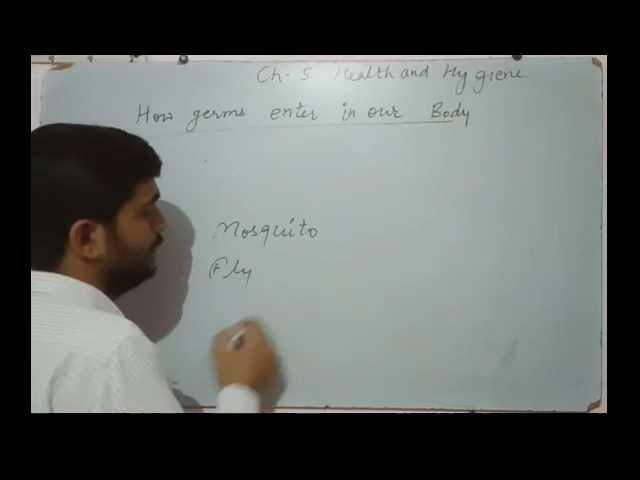 Ch- 5 Health and Hygiene
How germs enter in our Body
Mosquito
Fly